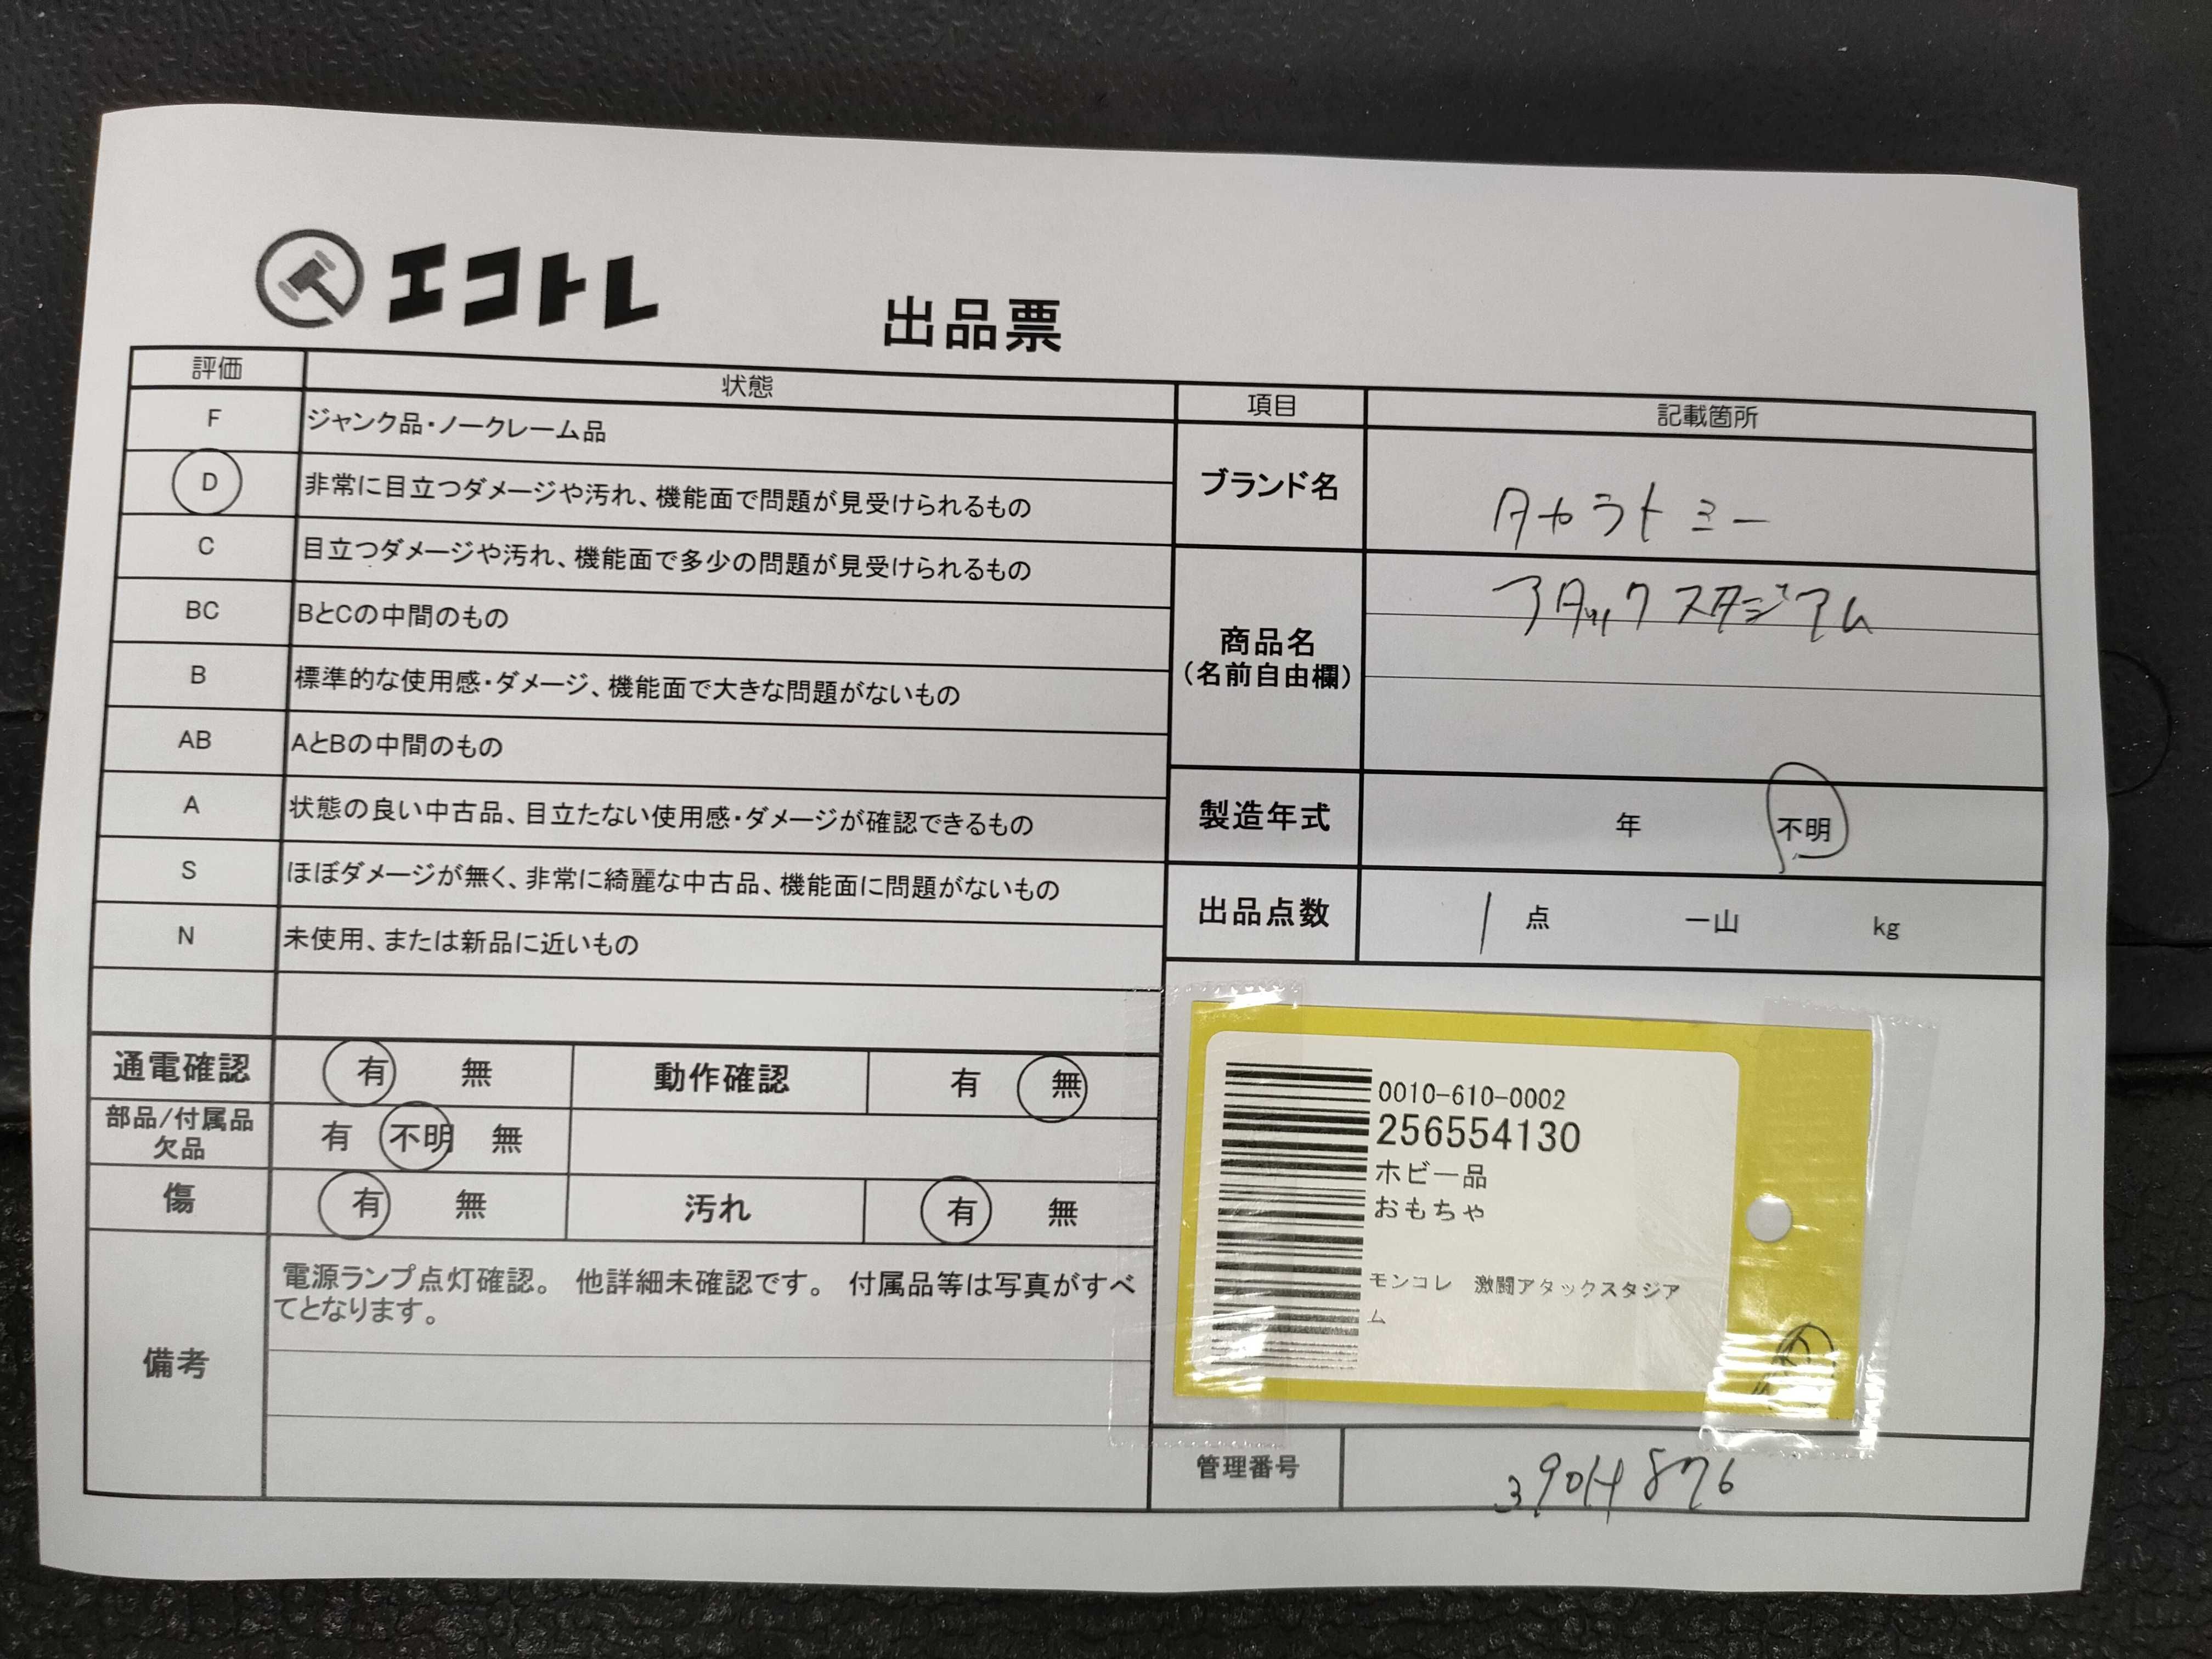 エコトレ
出品票
評価 状態
F ジャンク品・ノークレーム品
D 非常に目立つダメージや汚れ、機能面で問題が見受けられるもの
C 目立つダメージや汚れ、機能面で多少の問題が見受けられるもの
BC BとCの中間のもの
B 標準的な使用感・ダメージ、機能面で大きな問題がないもの
AB AとBの中間のもの
A 状態の良い中古品、目立たない使用感・ダメージが確認できるもの
S ほぼダメージが無く、非常に綺麗な中古品、機能面に問題がないもの
N 未使用、または新品に近いもの
通電確認 有 無 動作確認 有 無
部品/付属品
欠品 有 不明 無
傷 有 無 汚れ 有 無
備考
電源ランプ点灯確認。 他詳細未確認です。 付属品等は写真がすべ
てとなります。
項目 記載箇所
ブランド名 タカラトミー
商品名
(名前自由欄)
アタックスタジアム
製造年式 年 不明
出品点数 1 点 一山 kg
0010-610-0002
256554130
ホビー品
おもちゃ
モンコレ 激闘アタックスタジア
ム
管理番号 390H876